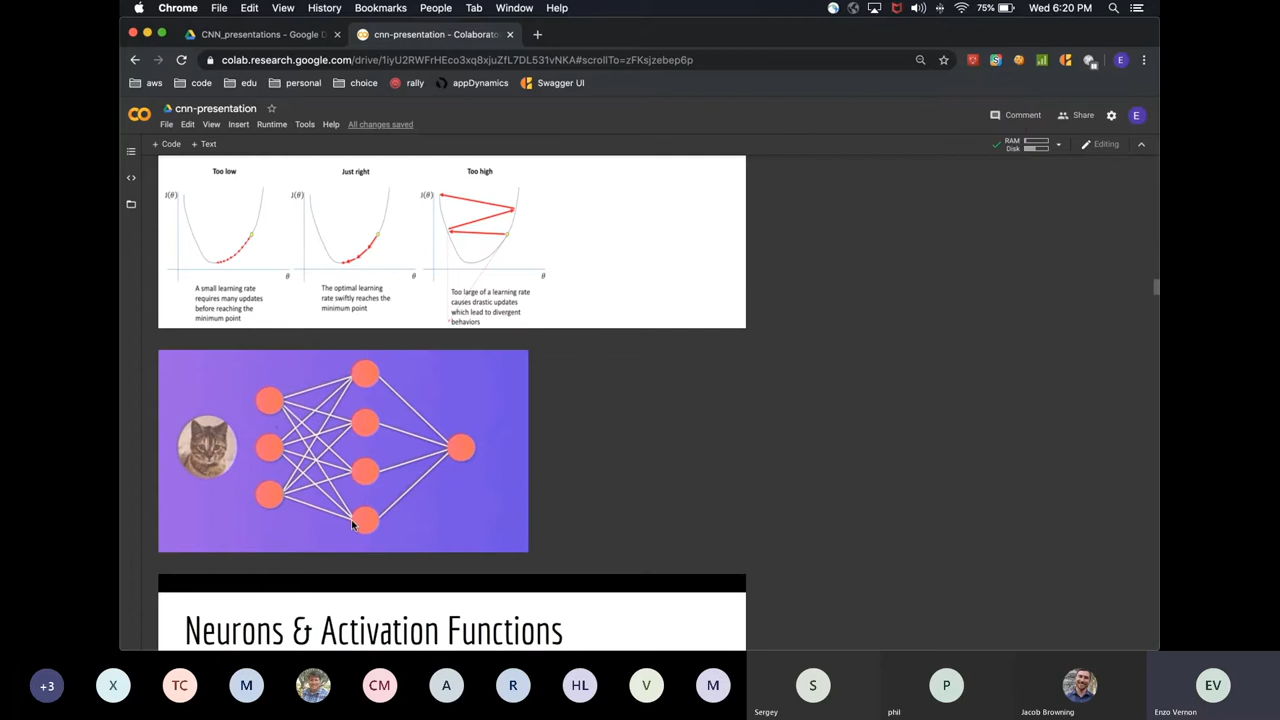 Chrome File Edit View History Bookmarks People Tab Window Help 75% Wed 6:20 PM
CNN_presentations - Google D cnn-presentation - Colaborato
colab.research.google.com/drive/1iyU2RWFrHEco3xq8xjuZfL7DL531vNKA#scrollTo=zFKsjzebep6p E
aws code edu personal choice rally appDynamics Swagger UI
cnn-presentation Comment Share E
File Edit View Insert Runtime Tools Help All changes saved
+ Code + Text RAM Disk Editing
Too low Just right Too high
J(θ) J(θ) J(θ)
θ θ θ
A small learning rate
requires many updates
before reaching the
minimum point
The optimal learning
rate swiftly reaches the
minimum point
Too large of a learning rate
causes drastic updates
which lead to divergent
behaviors
Neurons & Activation Functions
+3 X TC M CM A R HL V M S P EV
Sergey phil Jacob Browning Enzo Vernon